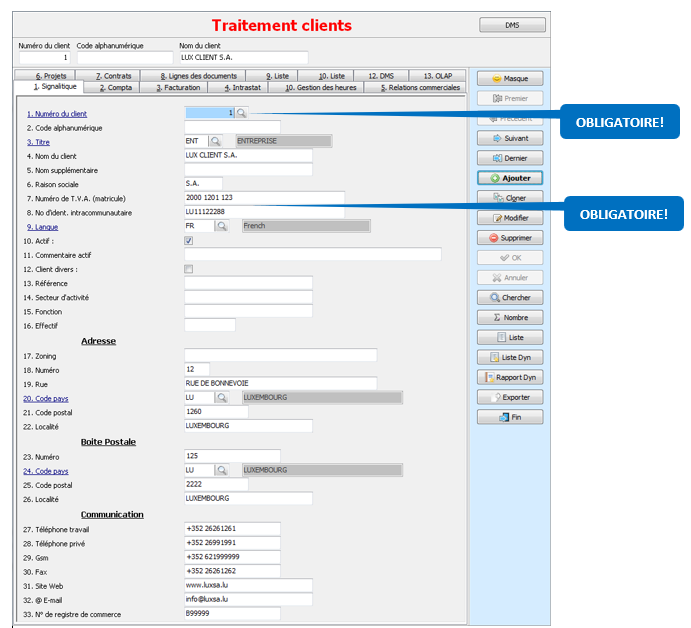 Traitement clients
DMS
Numéro du client Code alphanumérique Nom du client
1 LUX CLIENT S.A.
6. Projets 7. Contrats 8. Lignes des documents 9. Liste 10. Liste 12. DMS 13. OLAP
1. Signalitique 2. Compta 3. Facturation 4. Intrastat 10. Gestion des heures 5. Relations commerciales
Masque
Premier
Précédent
Suivant
Dernier
Ajouter
Cloner
Modifier
Supprimer
OK
Annuler
Chercher
Nombre
Liste
Liste Dyn
Rapport Dyn
Exporter
Fin
OBLIGATOIRE!
OBLIGATOIRE!
1. Numéro du client 1
2. Code alphanumérique
3. Titre ENT ENTREPRISE
4. Nom du client LUX CLIENT S.A.
5. Nom supplémentaire
6. Raison sociale S.A.
7. Numéro de T.V.A. (matricule) 2000 1201 123
8. No d'ident. intracommunautaire LU11122288
9. Langue FR French
10. Actif :
11. Commentaire actif
12. Client divers :
13. Référence
14. Secteur d'activité
15. Fonction
16. Effectif
Adresse
17. Zoning
18. Numéro 12
19. Rue RUE DE BONNEVOIE
20. Code pays LU LUXEMBOURG
21. Code postal 1260
22. Localité LUXEMBOURG
Boite Postale
23. Numéro 125
24. Code pays LU LUXEMBOURG
25. Code postal 2222
26. Localité LUXEMBOURG
Communication
27. Téléphone travail +352 26261261
28. Téléphone privé +352 26991991
29. Gsm +352 621999999
30. Fax +352 26261262
31. Site Web www.luxsa.lu
32. @ E-mail info@luxsa.lu
33. N° de registre de commerce 899999